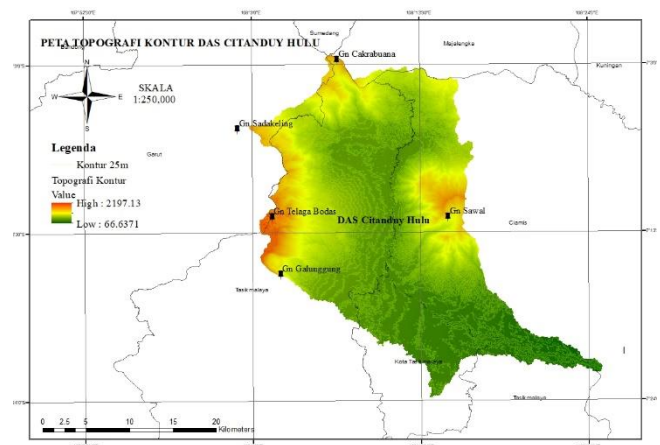 PETA TOPOGRAFI KONTUR DAS CITANDUY HULU
Sumedang
Majalengka
Kuningan
Gn Cakrabuana
N
W E
S
SKALA
1:250,000
Gn Sadakeling
Garut
Legenda
Kontur 25m
Topografi Kontur
Value
High : 2197.13
Low : 66.6371
Gn Telaga Bodas
DAS Citanduy Hulu
Gn Sawal
Ciamis
Gn Galunggung
Tasikmalaya
Kota Tasikmalaya
Tasikmalaya
0 2.5 5 10 15 20
Kilometers